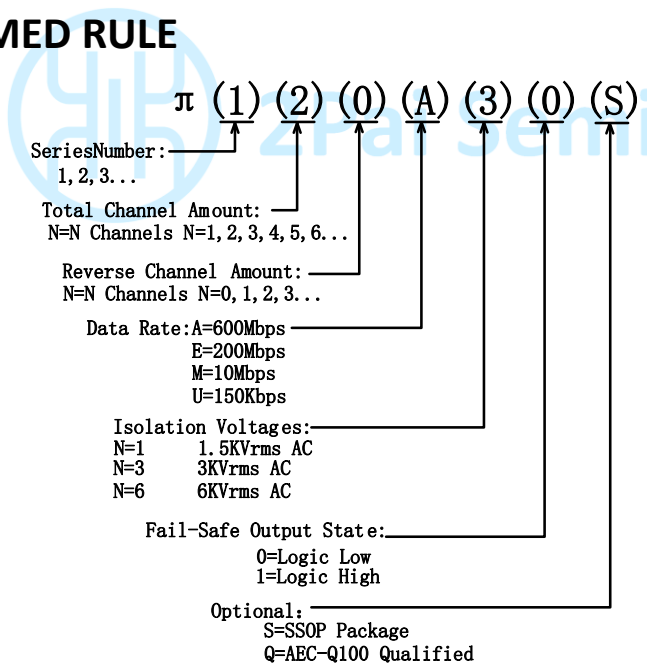 MED RULE
2Pai Semi
π (1) (2) (0) (A) (3) (0) (S)
SeriesNumber:
1, 2, 3...
Total Channel Amount:
N=N Channels N=1, 2, 3, 4, 5, 6...
Reverse Channel Amount:
N=N Channels N=0, 1, 2, 3...
Data Rate:A=600Mbps
E=200Mbps
M=10Mbps
U=150Kbps
Isolation Voltages:
N=1 1.5KVrms AC
N=3 3KVrms AC
N=6 6KVrms AC
Fail-Safe Output State:
0=Logic Low
1=Logic High
Optional:
S=SSOP Package
Q=AEC-Q100 Qualified